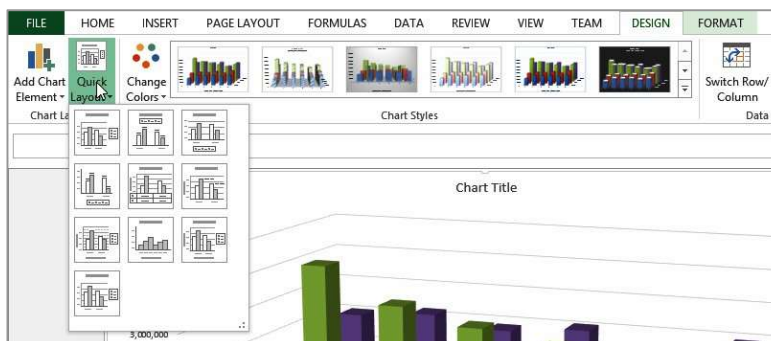 FILE HOME INSERT PAGE LAYOUT FORMULAS DATA REVIEW VIEW TEAM DESIGN FORMAT
Add Chart Element
Quick Layout
Change Colors
Switch Row/
Column
Chart La
Chart Styles
Data
Chart Title
3,000,000